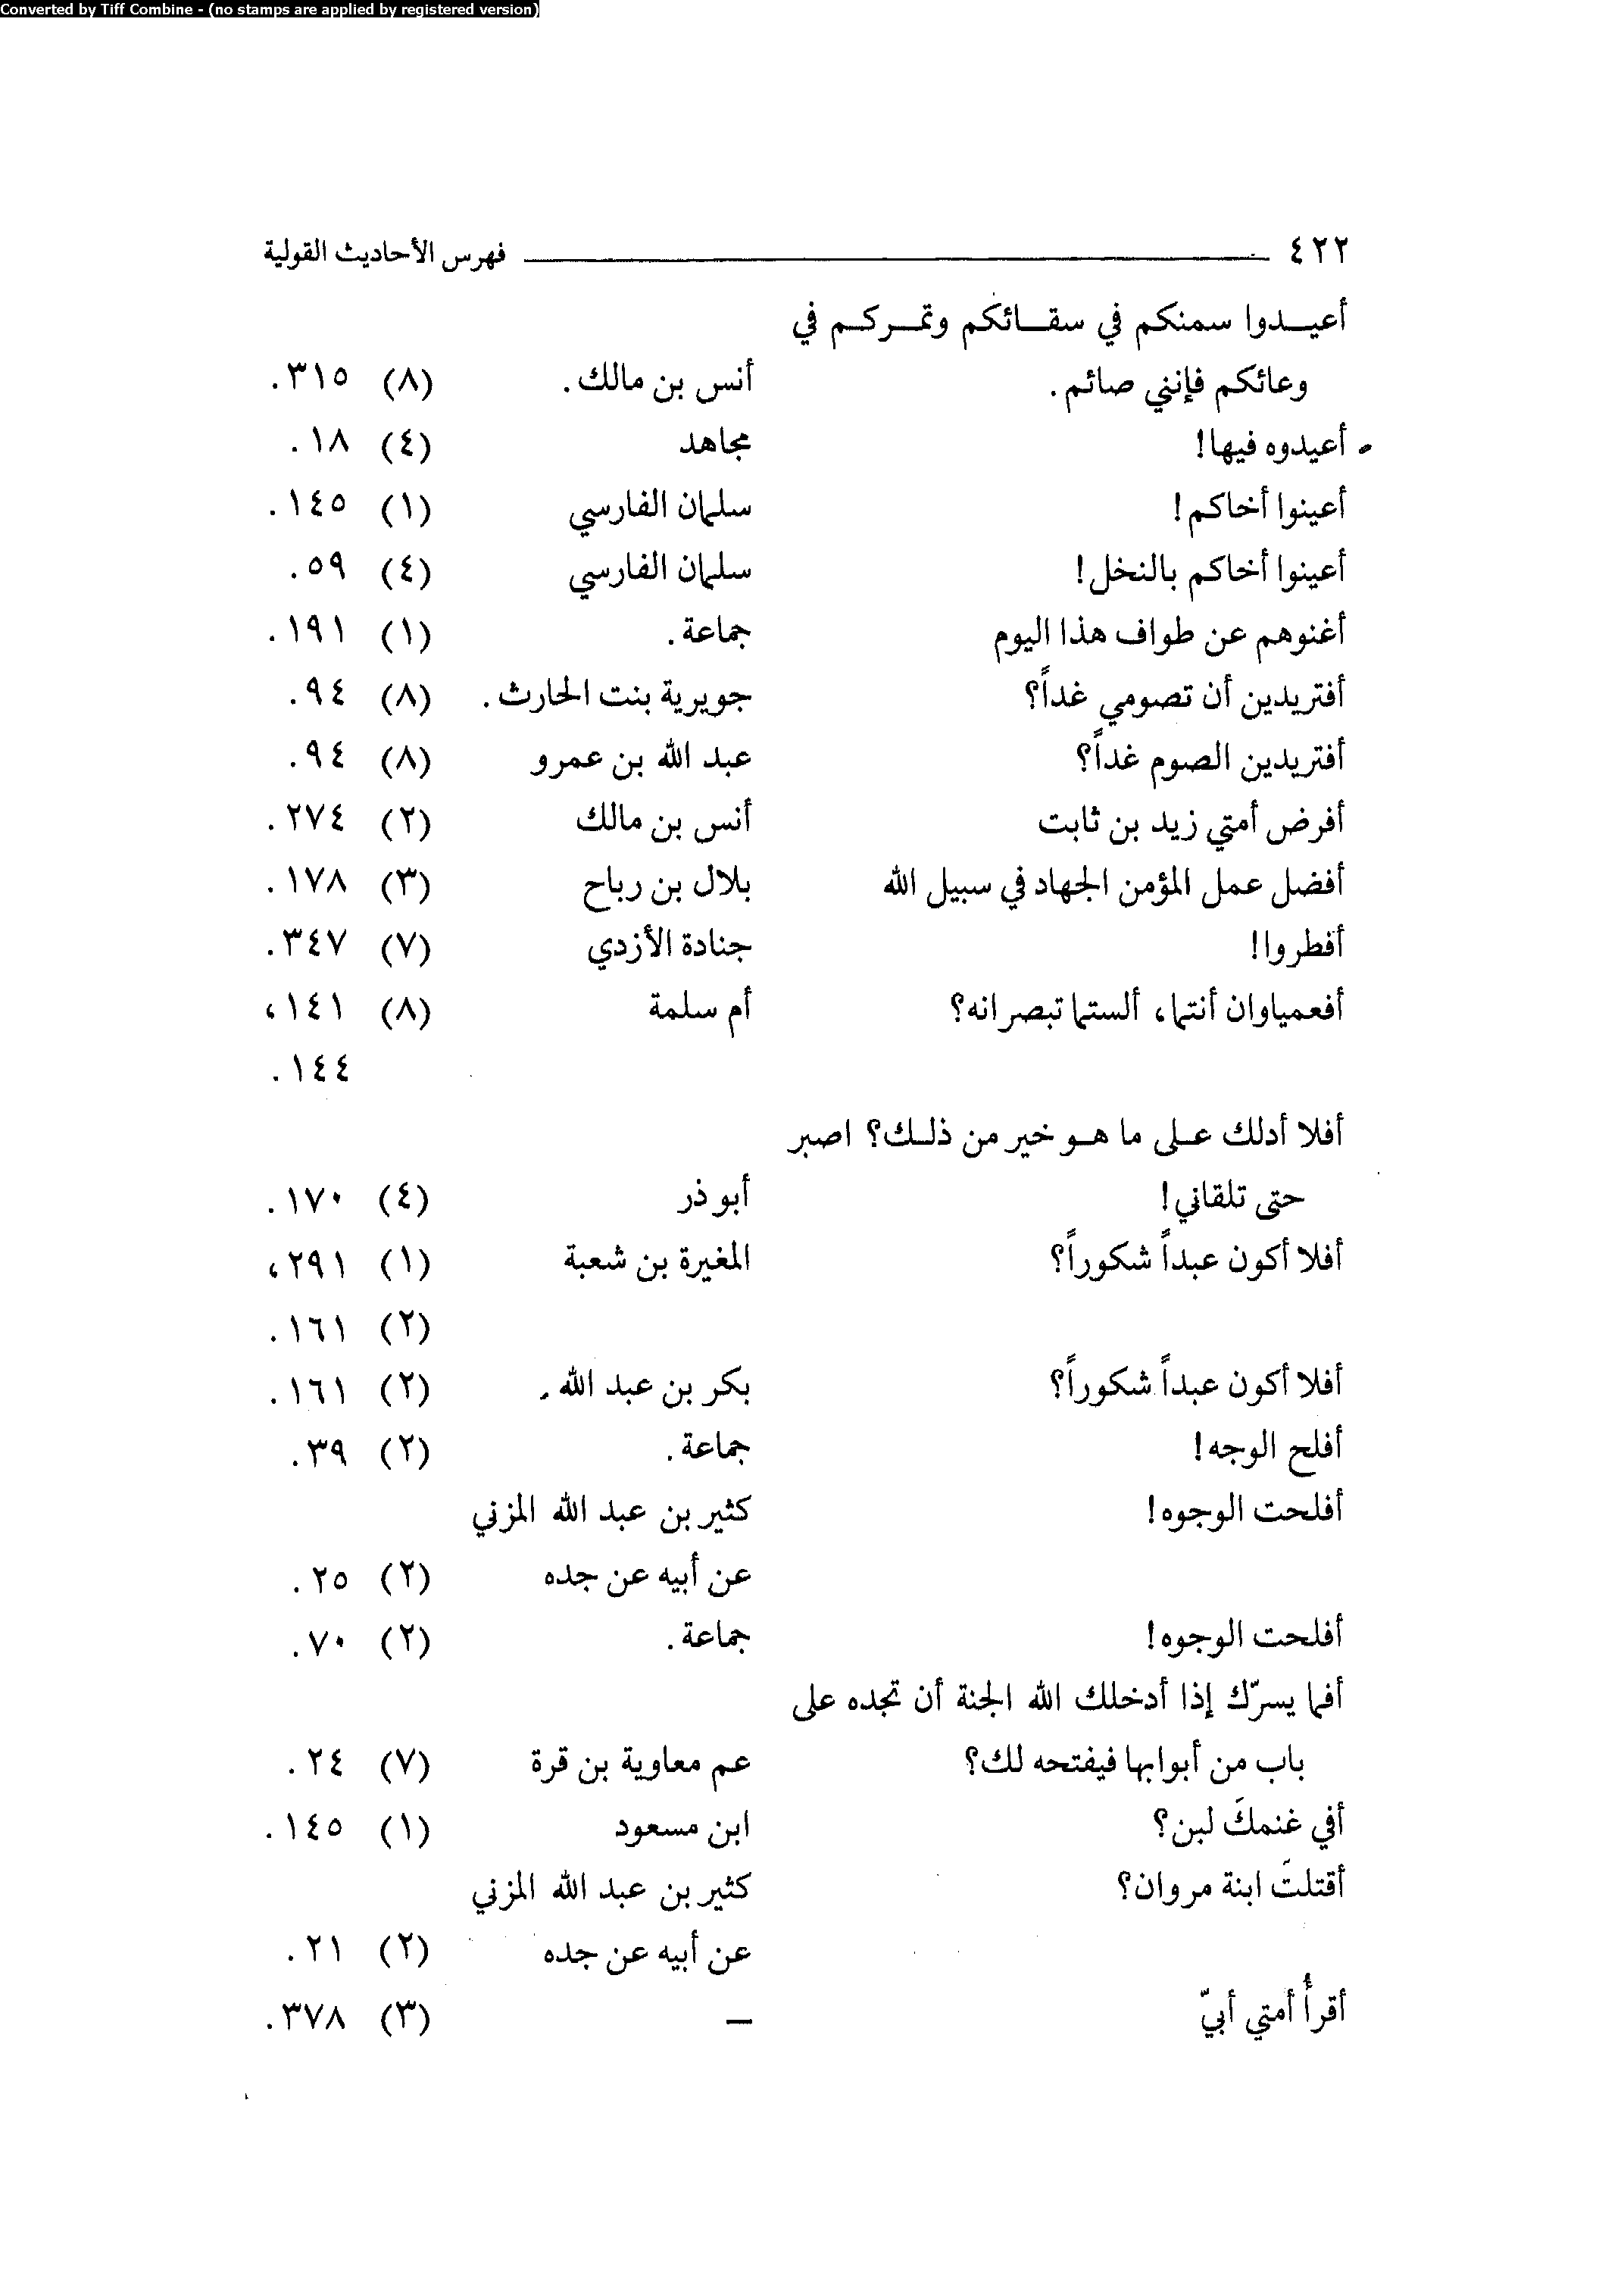 Converted by Tiff Combine - (no stamps are applied by registered version)
٤٢٢ فهرس الأحاديث القولية
أعيدوا سمنكم في سقائكم وتمركم في
وعائكم فإنني صائم. أنس بن مالك. (٨) ٣١٥.
أعيدوه فيها! مجاهد (٤) ١٨.
أعينوا أخاكم! سلمان الفارسي (١) ١٤٥.
أعينوا أخاكم بالنخل! سلمان الفارسي (٤) ٥٩.
أغنوهم عن طواف هذا اليوم جماعة. (١) ١٩١.
أفتريدين أن تصومي غداً؟ جويرية بنت الحارث. (٨) ٩٤.
أفتريدين الصوم غداً؟ عبد الله بن عمرو (٨) ٩٤.
أفرض أمتي زيد بن ثابت أنس بن مالك (٢) ٢٧٤.
أفضل عمل المؤمن الجهاد في سبيل الله بلال بن رباح (٣) ١٧٨.
أفطروا! جنادة الأزدي (٧) ٣٤٧.
أفعمياوان أنتما، ألستما تبصرانه؟ أم سلمة (٨) ١٤١،
١٤٤.
أفلا أدلك على ما هو خير من ذلك؟ اصبر
حتى تلقاني! أبو ذر (٤) ١٧٠.
أفلا أكون عبداً شكوراً؟ المغيرة بن شعبة (١) ٢٩١،
(٢) ١٦١.
أفلا أكون عبداً شكوراً؟ بكر بن عبد الله. (٢) ١٦١.
أفلح الوجه! جماعة. (٢) ٣٩.
أفلحت الوجوه! كثير بن عبد الله المزني
عن أبيه عن جده (٢) ٢٥.
أفلحت الوجوه! جماعة. (٢) ٧٠.
أفما يسرّك إذا أدخلك الله الجنة أن تجده على
باب من أبوابها فيفتحه لك؟ عم معاوية بن قرة (٧) ٢٤.
أفي غنمكَ لبن؟ ابن مسعود (١) ١٤٥.
أقتلتَ ابنة مروان؟ كثير بن عبد الله المزني
عن أبيه عن جده (٢) ٢١.
أقرأُ أمتي أبيّ – (٣) ٣٧٨.